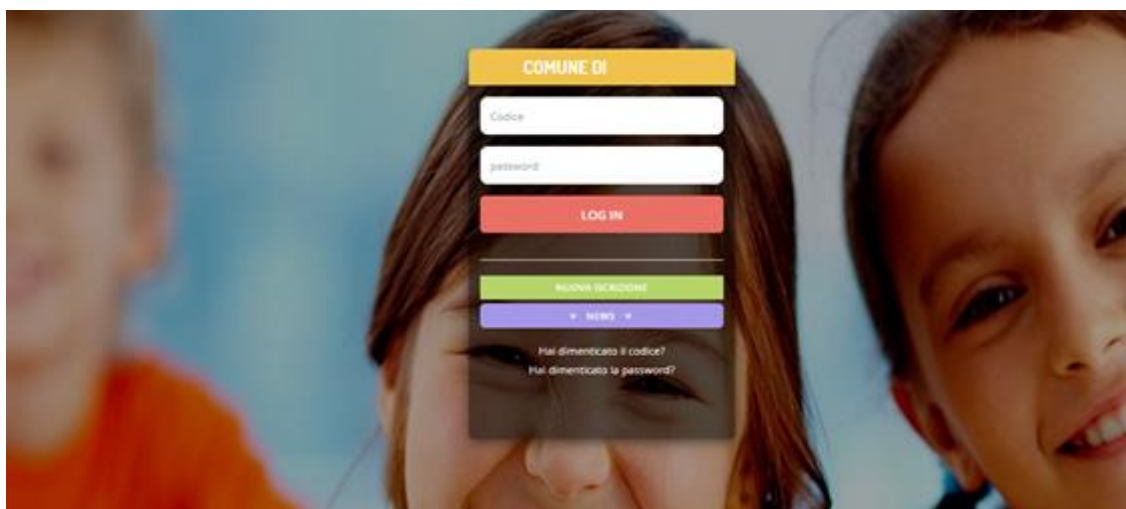 COMUNE DI
Codice
password
LOG IN
NUOVA ISCRIZIONE
NEWS
Hai dimenticato il codice?
Hai dimenticato la password?